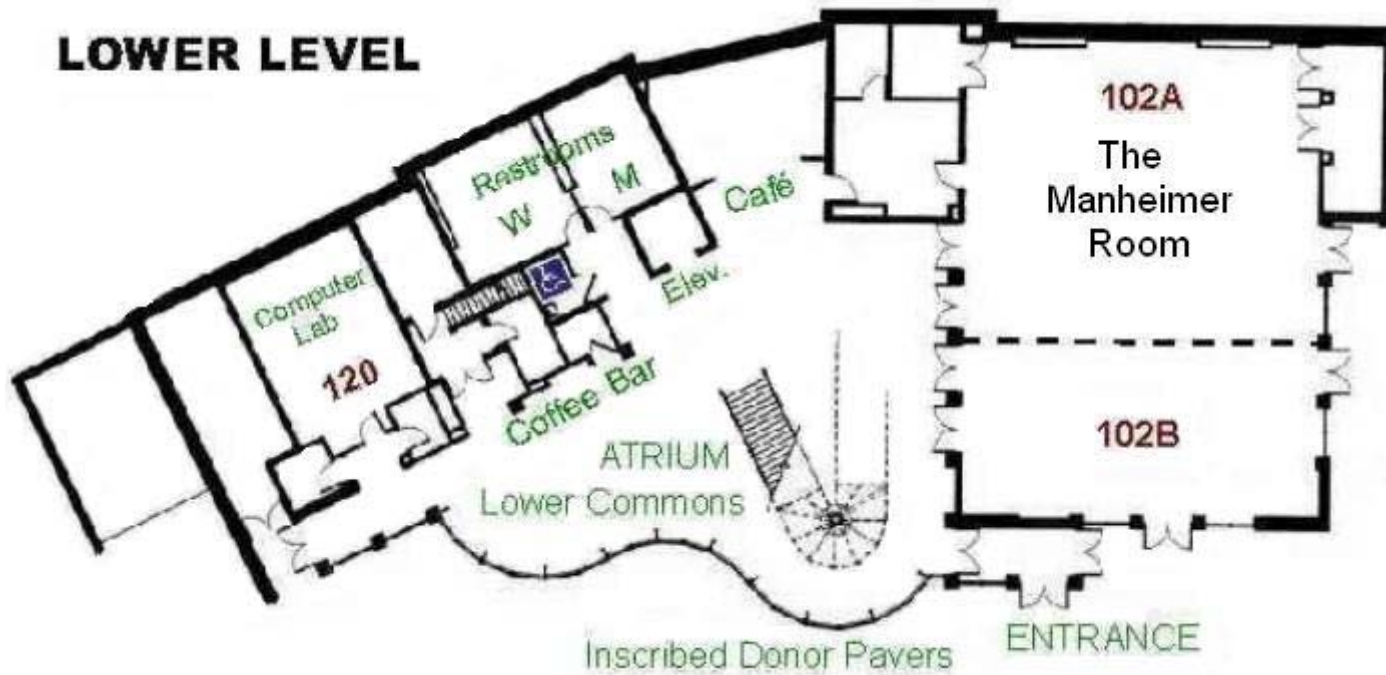 LOWER LEVEL
102A
The
Manheimer
Room
Restrooms
M
W
Café
Elev.
Computer
Lab
120
Coffee Bar
102B
ATRIUM
Lower Commons
ENTRANCE
Inscribed Donor Pavers